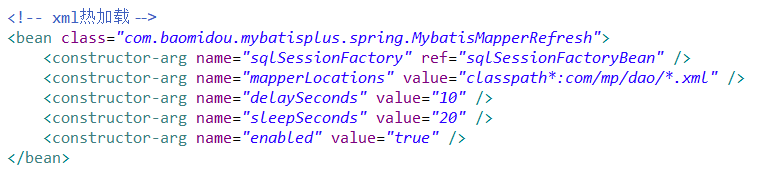 <!-- xml热加载 -->
<bean class="com.baomidou.mybatisplus.spring.MybatisMapperRefresh">
    <constructor-arg name="sqlSessionFactory" ref="sqlSessionFactoryBean" />
    <constructor-arg name="mapperLocations" value="classpath*:com/mp/dao/*.xml" />
    <constructor-arg name="delaySeconds" value="10" />
    <constructor-arg name="sleepSeconds" value="20" />
    <constructor-arg name="enabled" value="true" />
</bean>